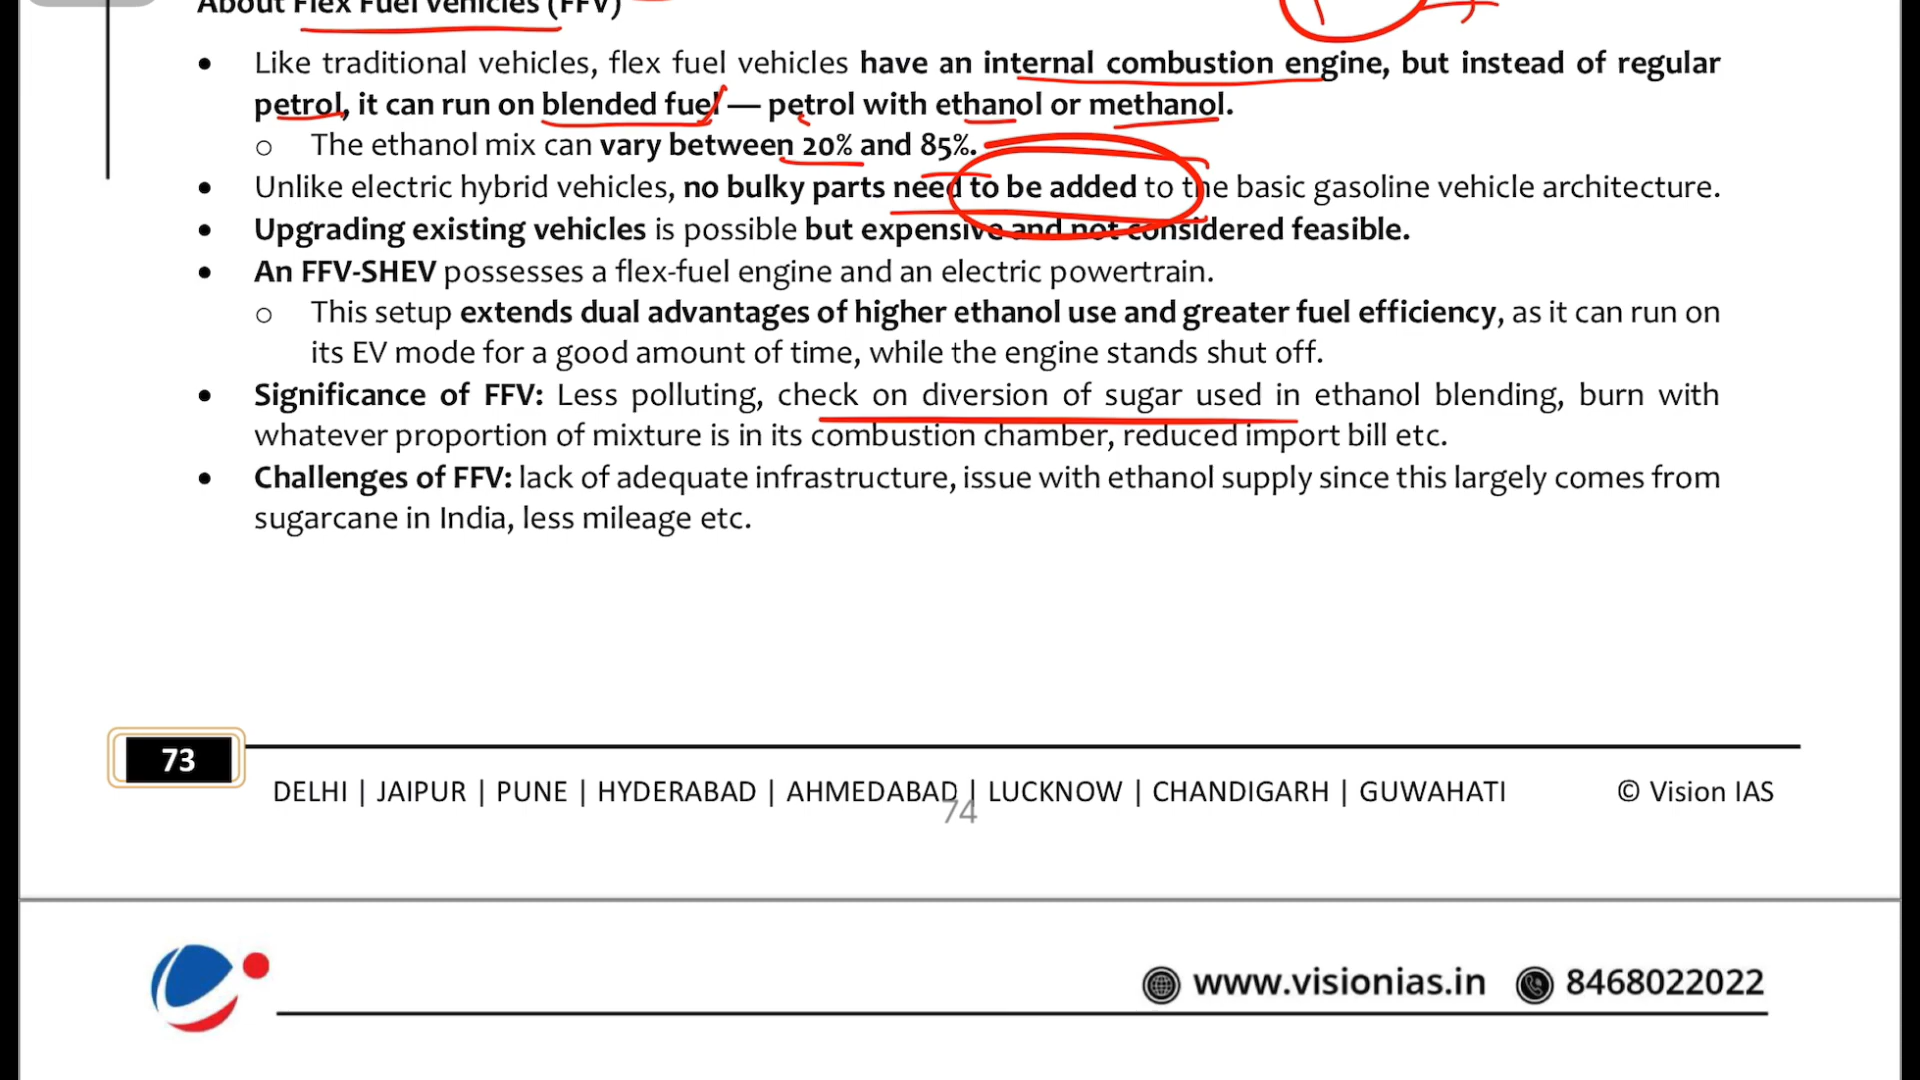 About Flex Fuel Vehicles (FFV)
• Like traditional vehicles, flex fuel vehicles have an internal combustion engine, but instead of regular
petrol, it can run on blended fuel — petrol with ethanol or methanol.
o The ethanol mix can vary between 20% and 85%.
• Unlike electric hybrid vehicles, no bulky parts need to be added to the basic gasoline vehicle architecture.
• Upgrading existing vehicles is possible but expensive and not considered feasible.
• An FFV-SHEV possesses a flex-fuel engine and an electric powertrain.
o This setup extends dual advantages of higher ethanol use and greater fuel efficiency, as it can run on
its EV mode for a good amount of time, while the engine stands shut off.
• Significance of FFV: Less polluting, check on diversion of sugar used in ethanol blending, burn with
whatever proportion of mixture is in its combustion chamber, reduced import bill etc.
• Challenges of FFV: lack of adequate infrastructure, issue with ethanol supply since this largely comes from
sugarcane in India, less mileage etc.
73
DELHI | JAIPUR | PUNE | HYDERABAD | AHMEDABAD | LUCKNOW | CHANDIGARH | GUWAHATI © Vision IAS
74
www.visionias.in 8468022022